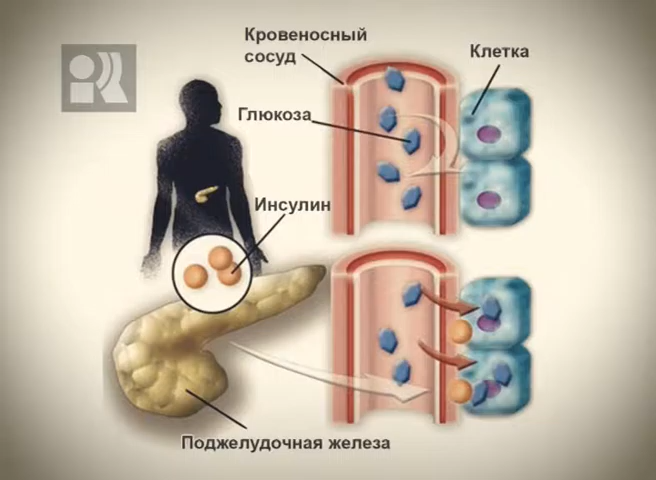 Кровеносный
сосуд
Клетка
Глюкоза
Инсулин
Поджелудочная железа